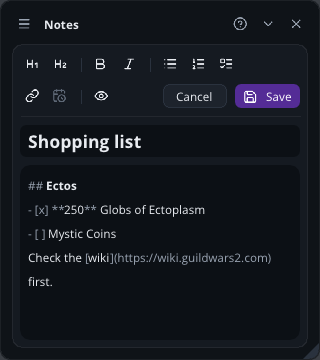 Notes
H1 H2 B I
Cancel Save
Shopping list
## Ectos
- [x] **250** Globs of Ectoplasm
- [ ] Mystic Coins
Check the [wiki](https://wiki.guildwars2.com)
first.